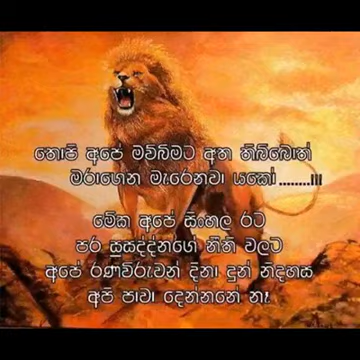 තොපි අපේ මව්බිමට අත තිබ්බොත්
මරාගෙන මැරෙනවා යකෝ........!!!
මේක අපේ සිංහල රට
පර සුද්දන්ගෙ නීති වලට
අපේ රණවිරුවන් දිනා දුන් නිදහස
අපි පාවා දෙන්නනේ නෑ